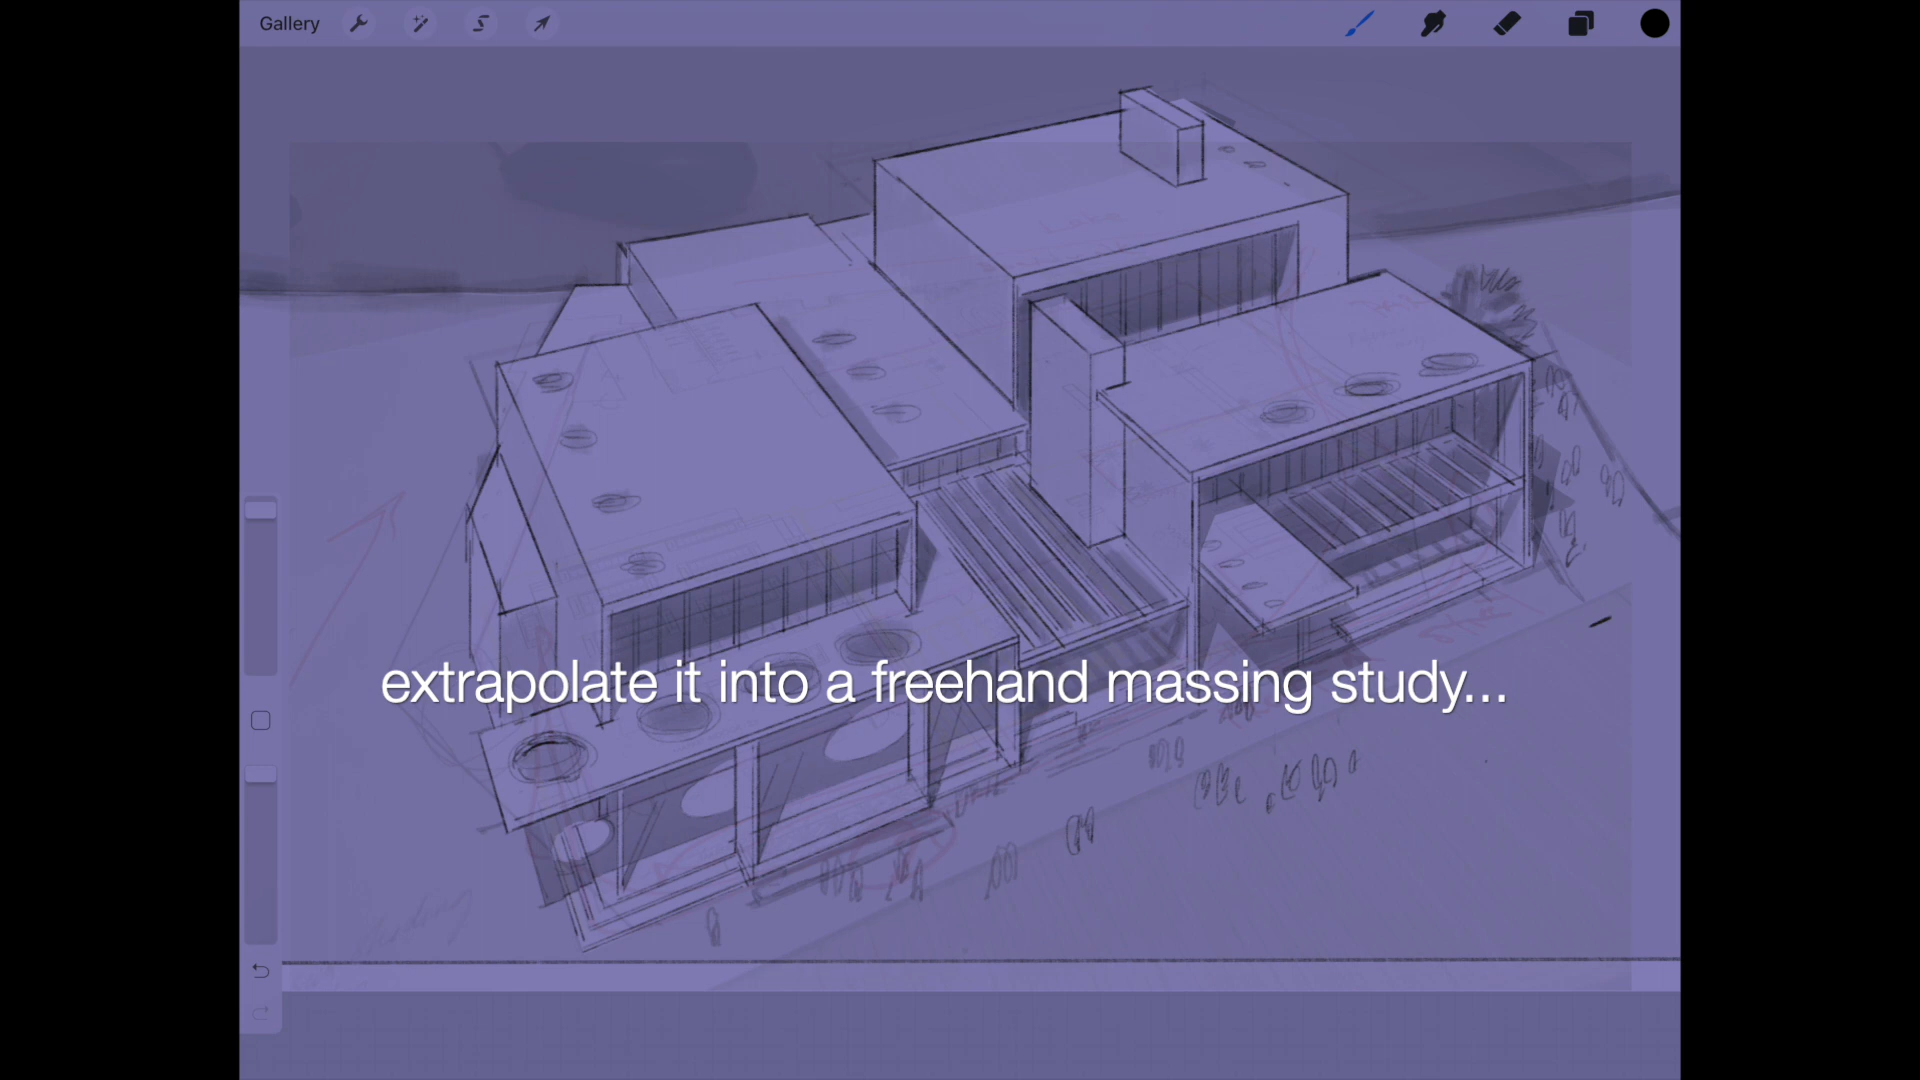 Gallery
extrapolate it into a freehand massing study...